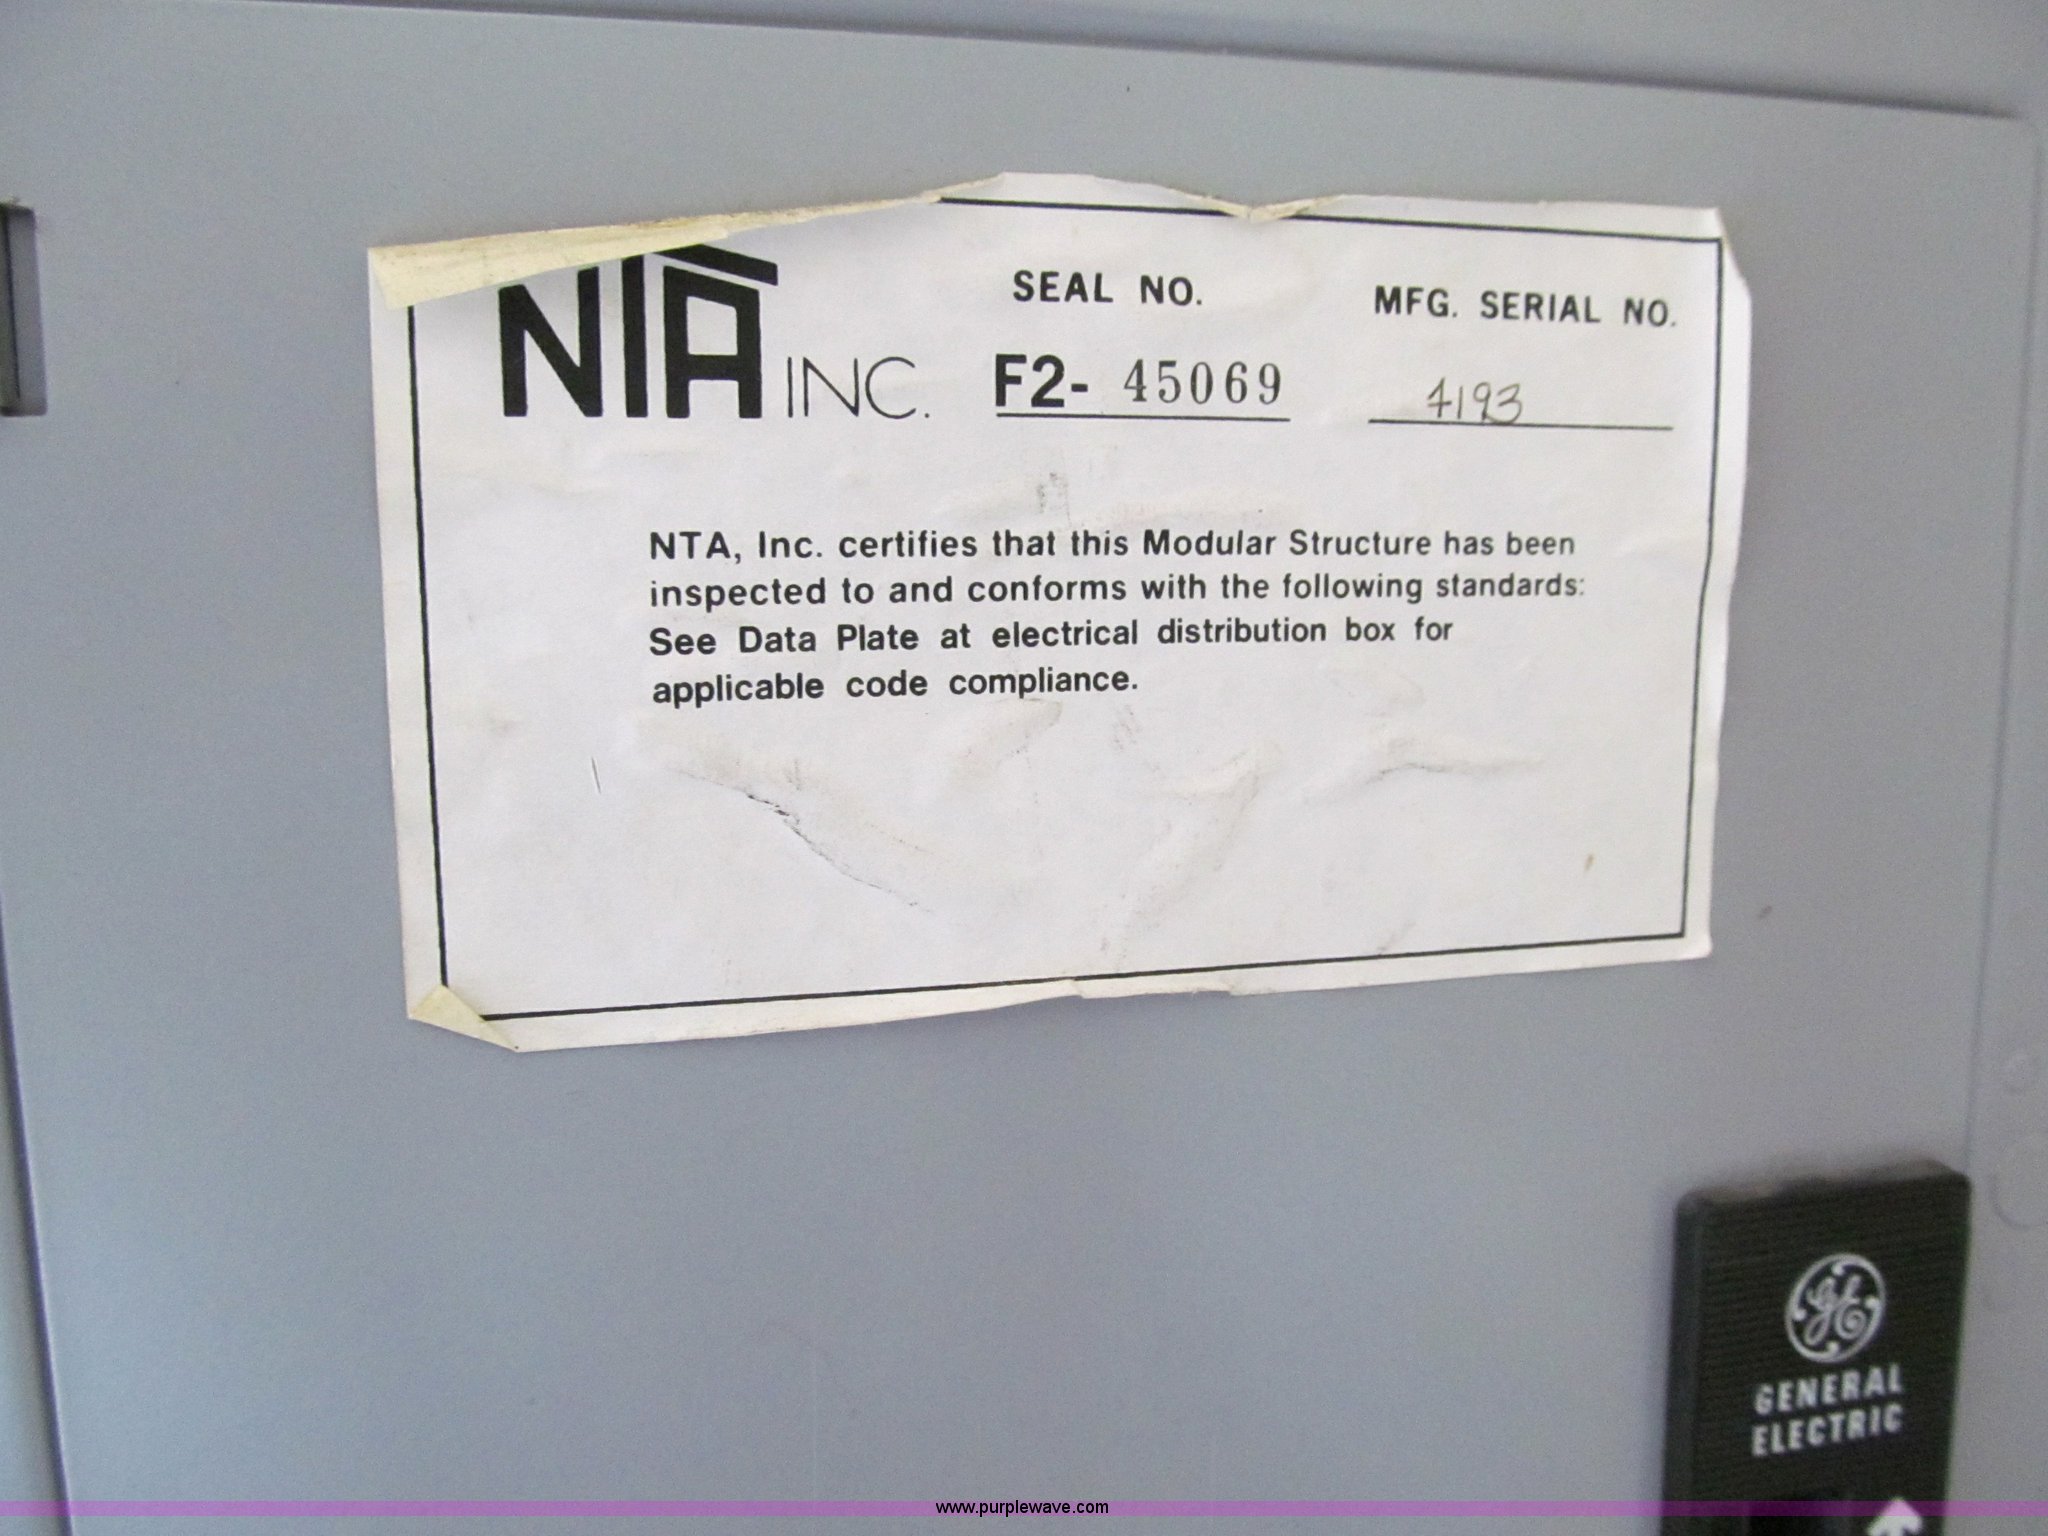 NTA INC.
SEAL NO.
F2- 45069
MFG. SERIAL NO.
4193
NTA, Inc. certifies that this Modular Structure has been
inspected to and conforms with the following standards:
See Data Plate at electrical distribution box for
applicable code compliance.
GE
GENERAL
ELECTRIC
www.purplewave.com